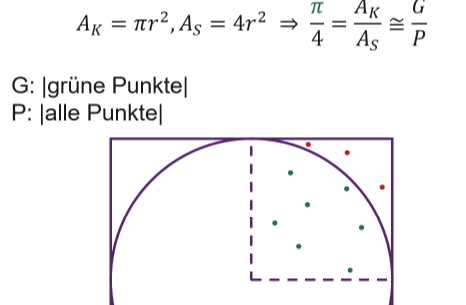 A_K = πr², A_S = 4r² ⇒ π/4 = A_K/A_S ≅ G/P
G: |grüne Punkte|
P: |alle Punkte|